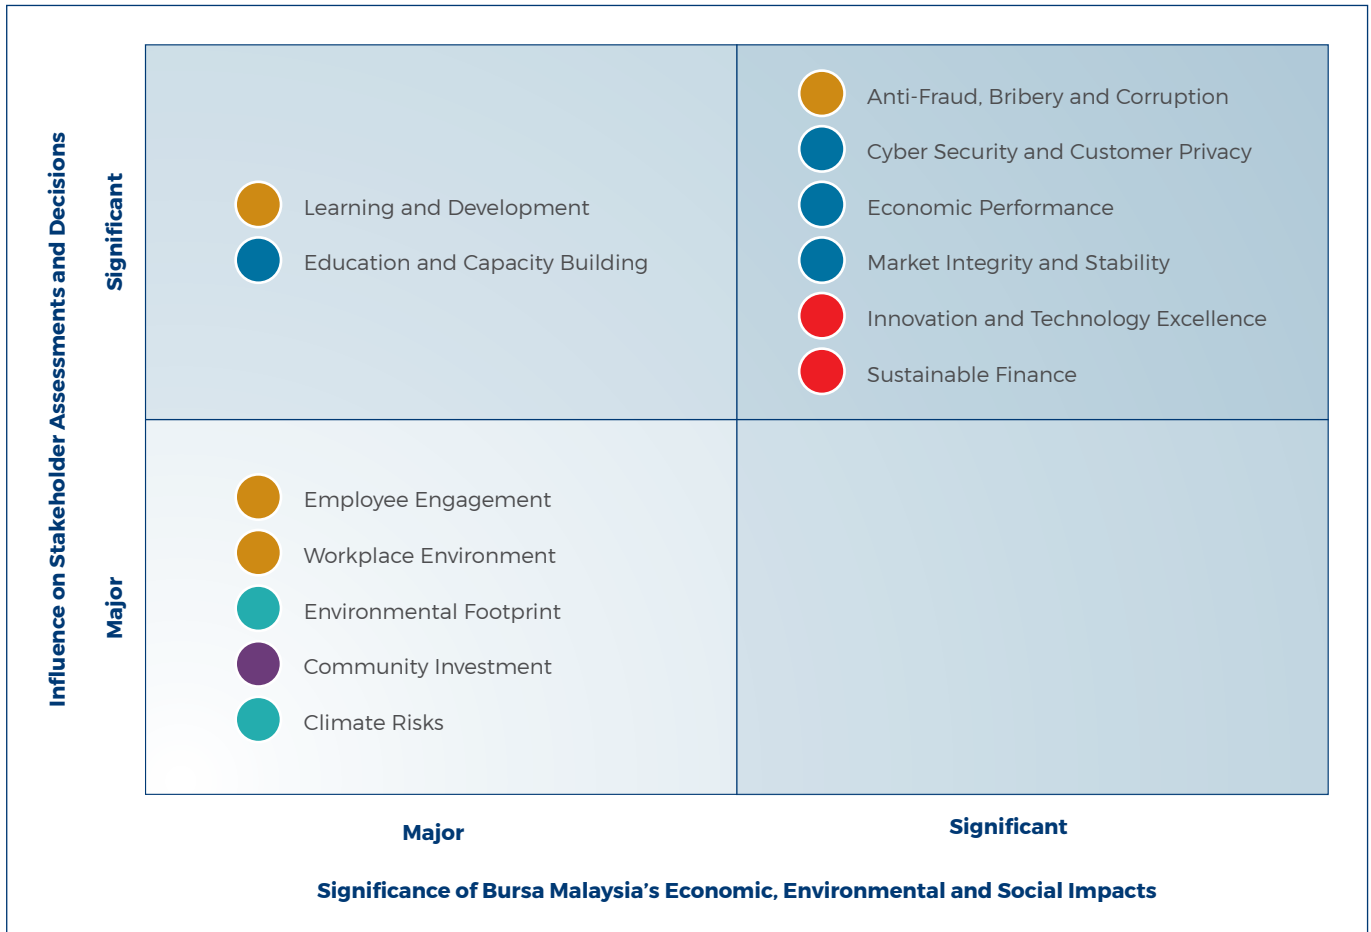 Influence on Stakeholder Assessments and Decisions
Significant
Major
Learning and Development
Education and Capacity Building
Anti-Fraud, Bribery and Corruption
Cyber Security and Customer Privacy
Economic Performance
Market Integrity and Stability
Innovation and Technology Excellence
Sustainable Finance
Employee Engagement
Workplace Environment
Environmental Footprint
Community Investment
Climate Risks
Major
Significant
Significance of Bursa Malaysia’s Economic, Environmental and Social Impacts